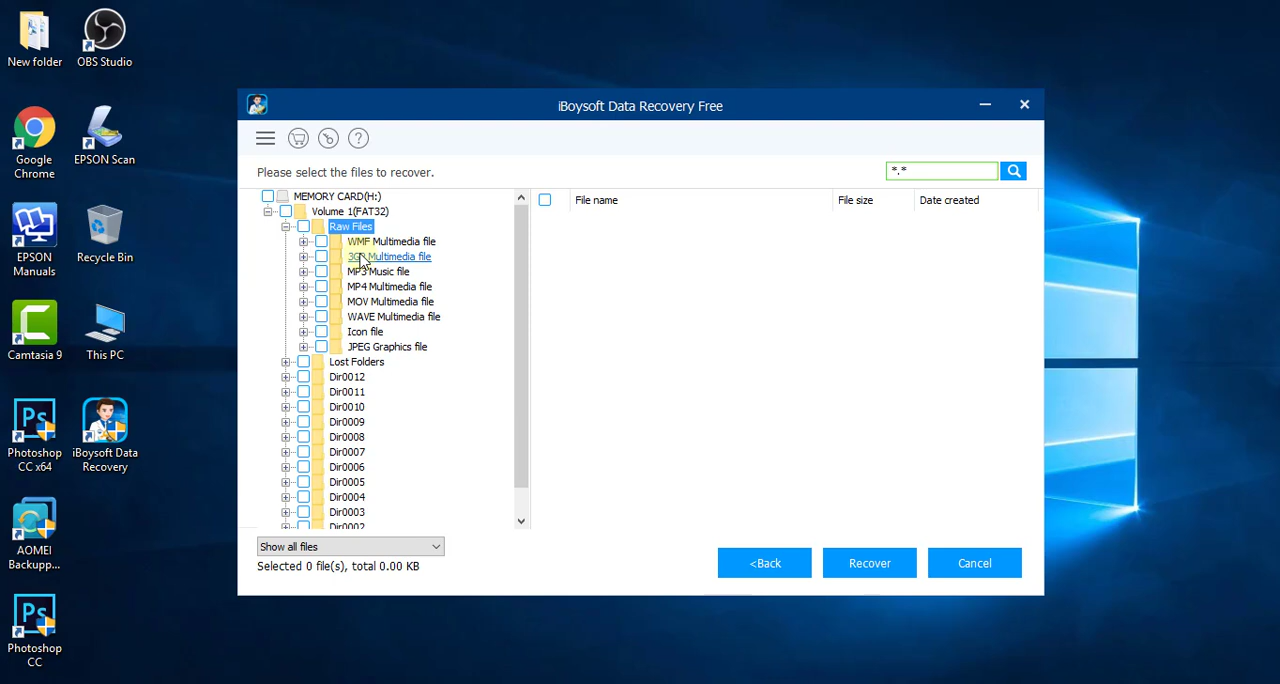 New folder
OBS Studio
Google
Chrome
EPSON Scan
EPSON
Manuals
Recycle Bin
Camtasia 9
This PC
Photoshop
CC x64
iBoysoft Data
Recovery
AOMEI
Backupp...
Photoshop
CC
iBoysoft Data Recovery Free
Please select the files to recover.
*.*
MEMORY CARD(H:)
Volume 1(FAT32)
Raw Files
WMF Multimedia file
3GP Multimedia file
MP3 Music file
MP4 Multimedia file
MOV Multimedia file
WAVE Multimedia file
Icon file
JPEG Graphics file
Lost Folders
Dir0012
Dir0011
Dir0010
Dir0009
Dir0008
Dir0007
Dir0006
Dir0005
Dir0004
Dir0003
Dir0002
File name
File size
Date created
Show all files
Selected 0 file(s), total 0.00 KB
<Back
Recover
Cancel